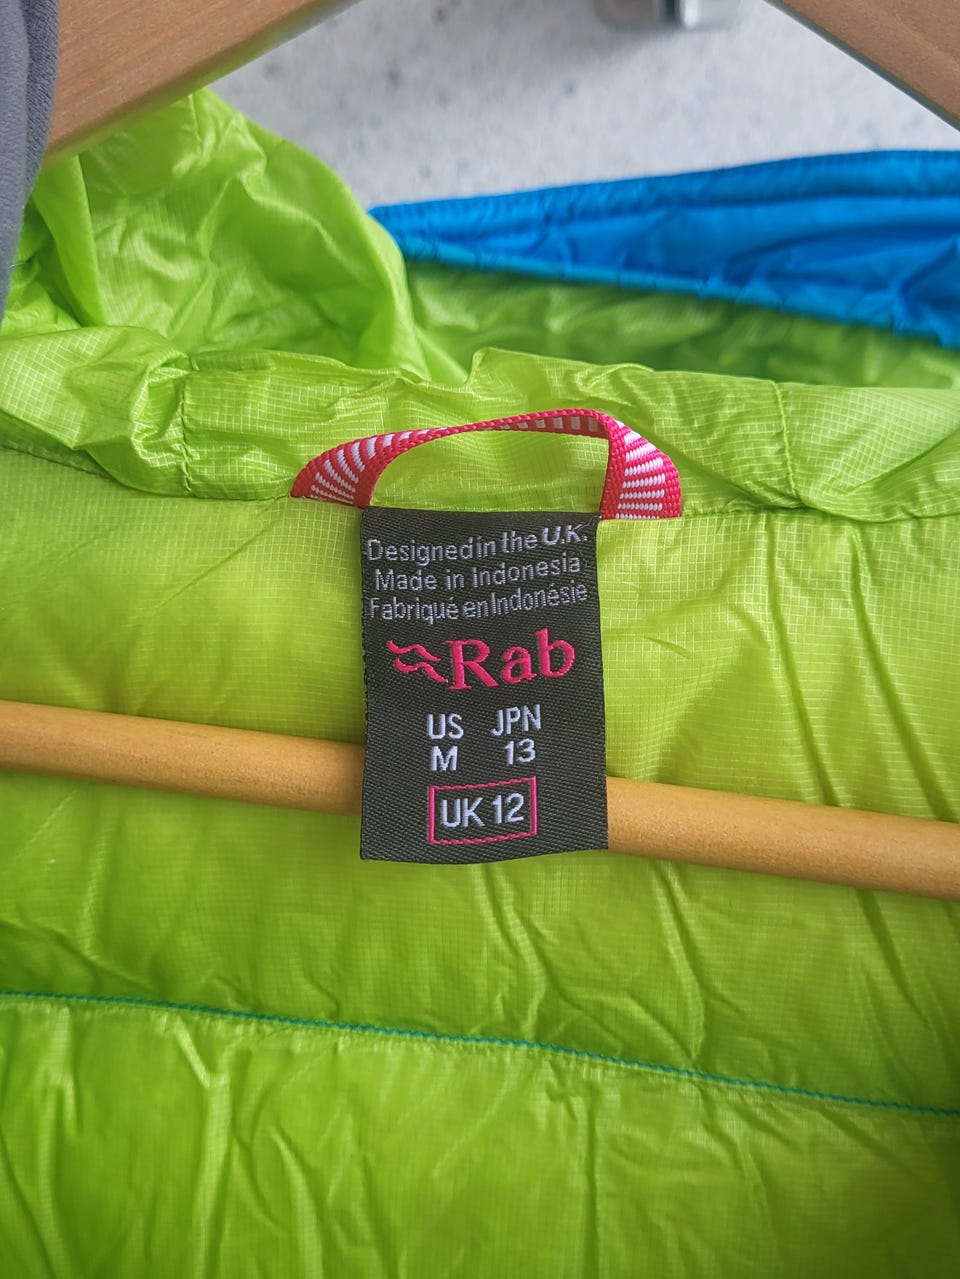 Designed in the U.K.
Made in Indonesia
Fabriqué en Indonésie
Rab
US JPN
M 13
UK 12